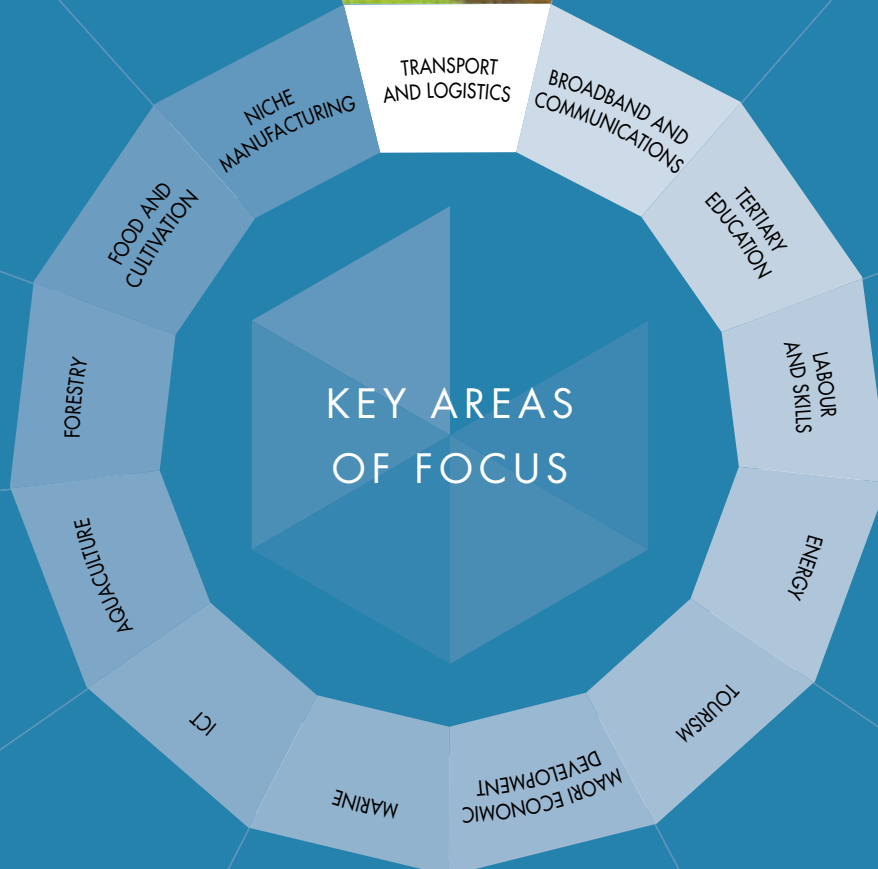 TRANSPORT
AND LOGISTICS
BROADBAND AND
COMMUNICATIONS
TERTIARY
EDUCATION
LABOUR
AND SKILLS
ENERGY
TOURISM
MAORI ECONOMIC
DEVELOPMENT
MARINE
ICT
AQUACULTURE
FORESTRY
FOOD AND
CULTIVATION
NICHE
MANUFACTURING
KEY AREAS
OF FOCUS